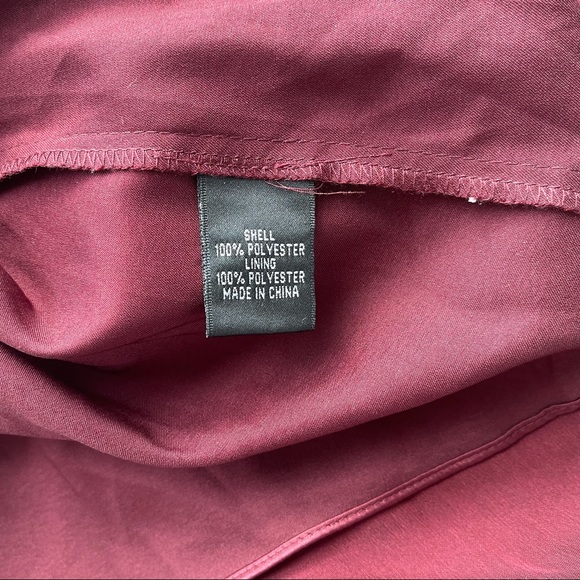 SHELL
100% POLYESTER
LINING
100% POLYESTER
MADE IN CHINA